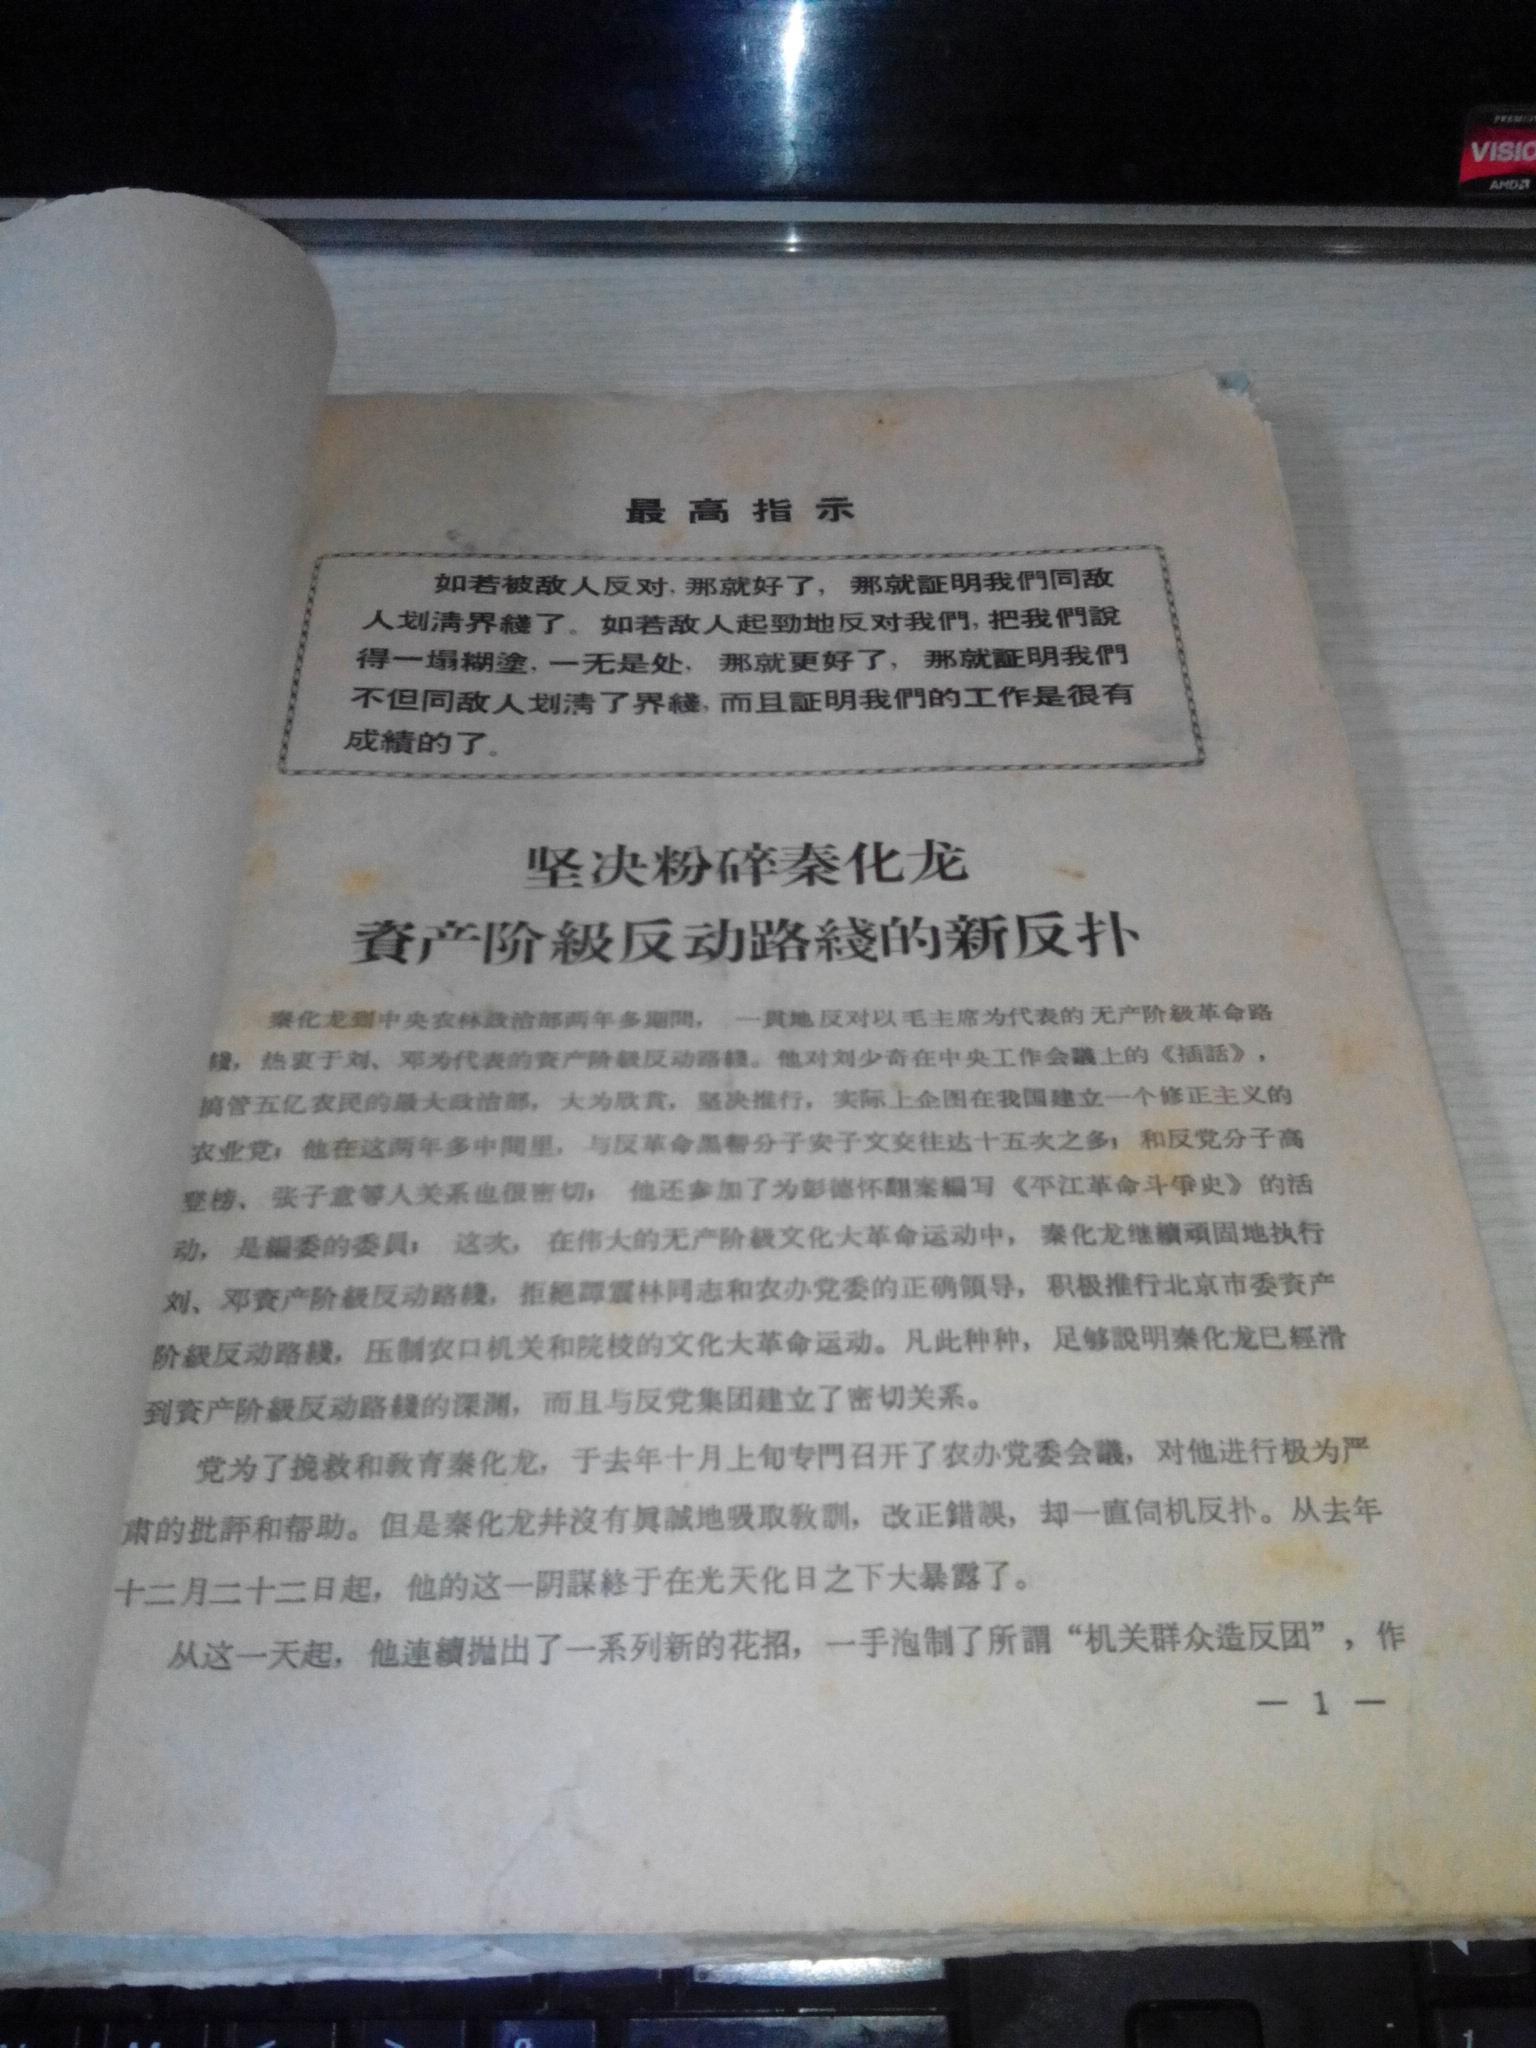 PREMIUM
VISIO
AMD
最高指示
如若被敌人反对,那就好了,那就証明我們同敌
人划淸界綫了。如若敌人起勁地反对我們,把我們說
得一塌糊塗,一无是处,那就更好了,那就証明我們
不但同敌人划淸了界綫,而且証明我們的工作是很有
成績的了。
坚决粉碎秦化龙
資产阶級反动路綫的新反扑
秦化龙到中央农林政治部两年多期間,一貫地反对以毛主席为代表的无产阶級革命路
綫,热衷于刘、邓为代表的資产阶級反动路綫。他对刘少奇在中央工作会議上的《插話》,
搞管五亿农民的最大政治部,大为欣賞,坚决推行,实际上企图在我国建立一个修正主义的
农业党;他在这两年多中間里,与反革命黑帮分子安子文交往达十五次之多;和反党分子高
登榜、张子意等人关系也很密切;他还参加了为彭德怀翻案編写《平江革命斗爭史》的活
动,是編委的委員;这次,在伟大的无产阶級文化大革命运动中,秦化龙继續頑固地执行
刘、邓資产阶級反动路綫,拒絕譚震林同志和农办党委的正确領导,积极推行北京市委資产
阶級反动路綫,压制农口机关和院校的文化大革命运动。凡此种种,足够說明秦化龙已經滑
到資产阶級反动路綫的深渊,而且与反党集团建立了密切关系。
党为了挽救和敎育秦化龙,于去年十月上旬专門召开了农办党委会議,对他进行极为严
肃的批評和帮助。但是秦化龙并沒有眞誠地吸取敎訓,改正錯誤,却一直伺机反扑。从去年
十二月二十二日起,他的这一阴謀終于在光天化日之下大暴露了。
从这一天起,他連續抛出了一系列新的花招,一手泡制了所謂“机关群众造反团”,作
— 1 —